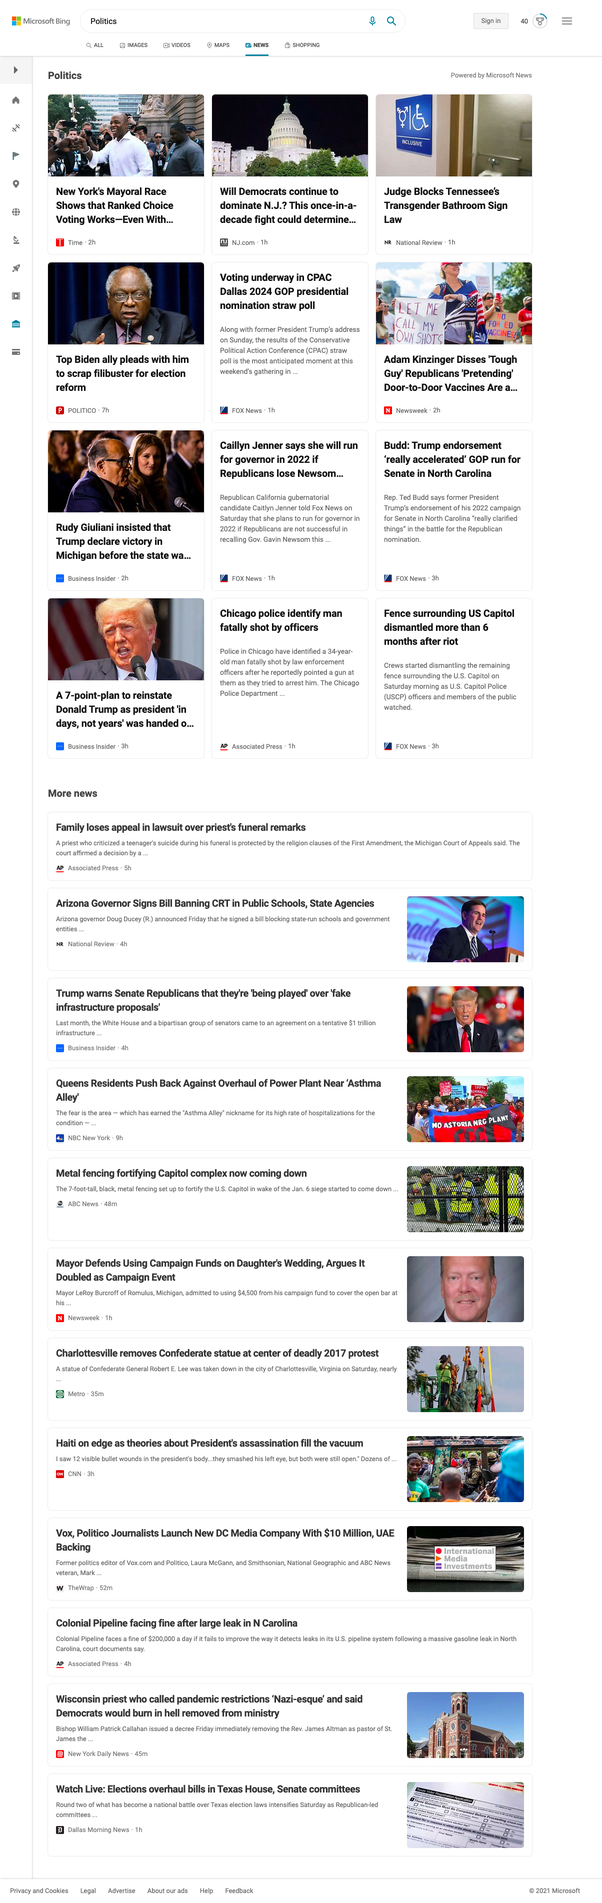 Microsoft Bing
Politics
Sign in
40
ALL
IMAGES
VIDEOS
MAPS
NEWS
SHOPPING
Politics
Powered by Microsoft News
New York's Mayoral Race
Shows that Ranked Choice
Voting Works—Even With...
Time · 2h
Will Democrats continue to
dominate N.J.? This once-in-a-
decade fight could determine...
NJ.com · 1h
INCLUSIVE
Judge Blocks Tennessee's
Transgender Bathroom Sign
Law
NR National Review · 1h
Top Biden ally pleads with him
to scrap filibuster for election
reform
POLITICO · 7h
Voting underway in CPAC
Dallas 2024 GOP presidential
nomination straw poll
Along with former President Trump's address
on Sunday, the results of the Conservative
Political Action Conference (CPAC) straw
poll is the most anticipated moment at this
weekend's gathering in ...
FOX News · 1h
LET ME
CALL MY
OWN SHOTS
Adam Kinzinger Disses 'Tough
Guy' Republicans 'Pretending'
Door-to-Door Vaccines Are a...
Newsweek · 2h
Rudy Giuliani insisted that
Trump declare victory in
Michigan before the state wa...
Business Insider · 2h
Caillyn Jenner says she will run
for governor in 2022 if
Republicans lose Newsom...
Republican California gubernatorial
candidate Caitlyn Jenner told Fox News on
Saturday that she plans to run for governor in
2022 if Republicans are not successful in
recalling Gov. Gavin Newsom this ...
FOX News · 1h
Budd: Trump endorsement
'really accelerated' GOP run for
Senate in North Carolina
Rep. Ted Budd says former President
Trump's endorsement of his 2022 campaign
for Senate in North Carolina "really clarified
things" in the battle for the Republican
nomination.
FOX News · 3h
A 7-point-plan to reinstate
Donald Trump as president 'in
days, not years' was handed o...
Business Insider · 3h
Chicago police identify man
fatally shot by officers
Police in Chicago have identified a 34-year-
old man fatally shot by law enforcement
officers after he reportedly pointed a gun at
them as they tried to arrest him. The Chicago
Police Department ...
AP Associated Press · 1h
Fence surrounding US Capitol
dismantled more than 6
months after riot
Crews started dismantling the remaining
fence surrounding the U.S. Capitol on
Saturday morning as U.S. Capitol Police
(USCP) officers and members of the public
watched.
FOX News · 3h
More news
Family loses appeal in lawsuit over priest's funeral remarks
A priest who criticized a teenager's suicide during his funeral is protected by the religion clauses of the First Amendment, the Michigan Court of Appeals said. The
court affirmed a decision by a ...
AP Associated Press · 5h
Arizona Governor Signs Bill Banning CRT in Public Schools, State Agencies
Arizona governor Doug Ducey (R.) announced Friday that he signed a bill blocking state-run schools and government
entities ...
NR National Review · 4h
Trump warns Senate Republicans that they're 'being played' over 'fake
infrastructure proposals'
Last month, the White House and a bipartisan group of senators came to an agreement on a tentative $1 trillion
infrastructure ...
Business Insider · 4h
Queens Residents Push Back Against Overhaul of Power Plant Near 'Asthma
Alley'
The fear is the area — which has earned the "Asthma Alley" nickname for its high rate of hospitalizations for the
condition — ...
NBC New York · 9h
NO ASTORIA NRG PLANT
Metal fencing fortifying Capitol complex now coming down
The 7-foot-tall, black, metal fencing set up to fortify the U.S. Capitol in wake of the Jan. 6 siege started to come down ...
ABC News · 48m
Mayor Defends Using Campaign Funds on Daughter's Wedding, Argues It
Doubled as Campaign Event
Mayor LeRoy Burcroff of Romulus, Michigan, admitted to using $4,500 from his campaign fund to cover the open bar at
his ...
Newsweek · 1h
Charlottesville removes Confederate statue at center of deadly 2017 protest
A statue of Confederate General Robert E. Lee was taken down in the city of Charlottesville, Virginia on Saturday, nearly
...
Metro · 35m
Haiti on edge as theories about President's assassination fill the vacuum
I saw 12 visible bullet wounds in the president's body...they smashed his left eye, but both were still open." Dozens of ...
CNN · 3h
Vox, Politico Journalists Launch New DC Media Company With $10 Million, UAE
Backing
Former politics editor of Vox.com and Politico, Laura McGann, and Smithsonian, National Geographic and ABC News
veteran, Mark ...
W TheWrap · 52m
International
Media
Investments
Colonial Pipeline facing fine after large leak in N Carolina
Colonial Pipeline faces a fine of $200,000 a day if it fails to improve the way it detects leaks in its U.S. pipeline system following a massive gasoline leak in North
Carolina, court documents say.
AP Associated Press · 4h
Wisconsin priest who called pandemic restrictions 'Nazi-esque' and said
Democrats would burn in hell removed from ministry
Bishop William Patrick Callahan issued a decree Friday immediately removing the Rev. James Altman as pastor of St.
James the ...
New York Daily News · 45m
Watch Live: Elections overhaul bills in Texas House, Senate committees
Round two of what has become a national battle over Texas election laws intensifies Saturday as Republican-led
committees ...
Dallas Morning News · 1h
Privacy and Cookies
Legal
Advertise
About our ads
Help
Feedback
© 2021 Microsoft